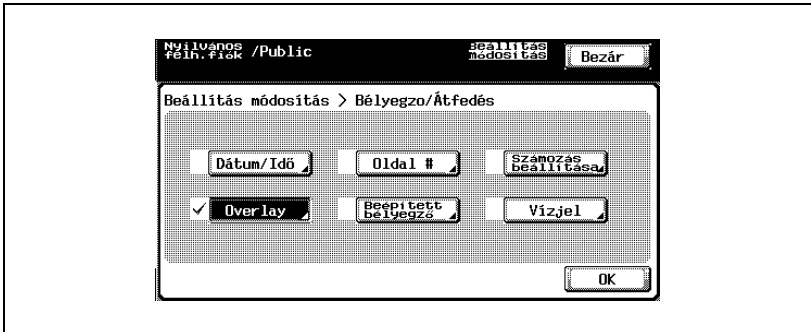 Nyilvános
félh.fiók /Public
Beállítás
módosítás
Bezár
Beállítás módosítás > Bélyegzo/Átfedés
Dátum/Idő
Oldal #
Számozás
beállítása
Overlay
Beépített
bélyegző
Vízjel
OK